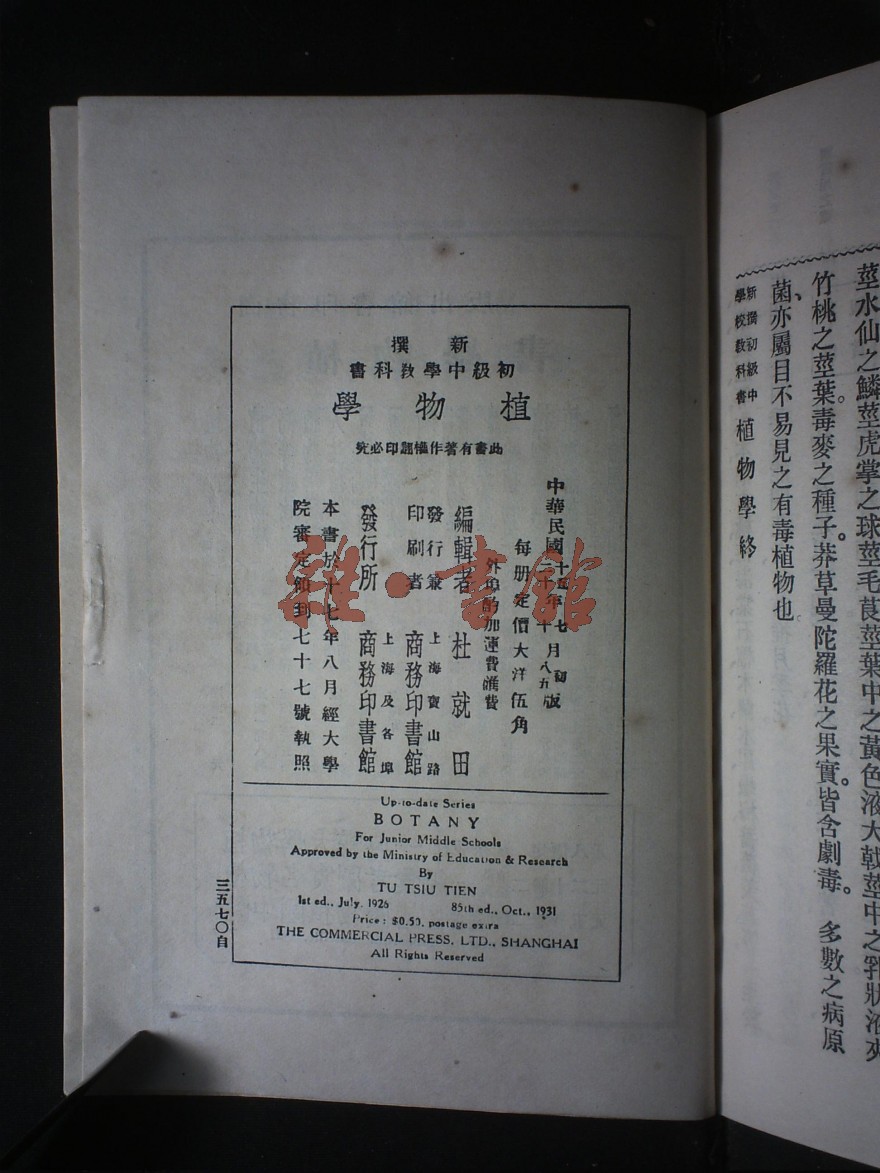 莖水仙之鱗莖虎掌之球莖毛莨莖葉中之黃色液大戟莖中之乳狀液夾
竹桃之莖葉毒麥之種子莽草曼陀羅花之果實皆含劇毒。多數之病原
菌亦屬目不易見之有毒植物也
新撰初級中
學校教科書
植物學終
新撰
初級中學教科書
植物學
此書有著作權翻印必究
中華民國
十五年七月初版
二十年十月八五版
每册定價大洋伍角
外埠酌加運費滙費
編輯者 杜就田
發行兼 上海寶山路
印刷者 商務印書館
發行所 上海及各埠 商務印書館
本書於十七年八月經大學
院審定領到七十七號執照
Up-to-date Series
BOTANY
For Junior Middle Schools
Approved by the Ministry of Education & Research
By
TU TSIU TIEN
1st ed., July, 1926 85th ed., Oct., 1931
Price: $0.50, postage extra
THE COMMERCIAL PRESS, LTD., SHANGHAI
All Rights Reserved
三五七〇自
雜·書館